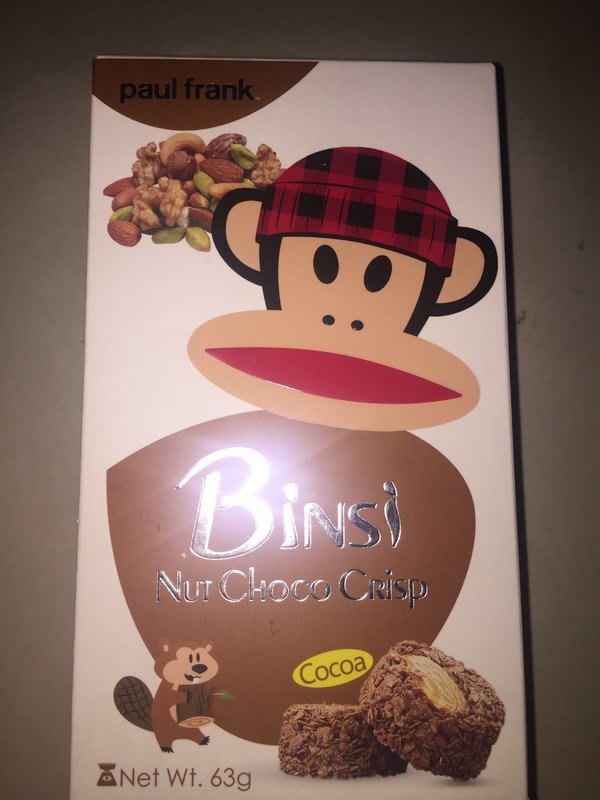 paul frank
Binsi
Nut Choco Crisp
Cocoa
Net Wt. 63g